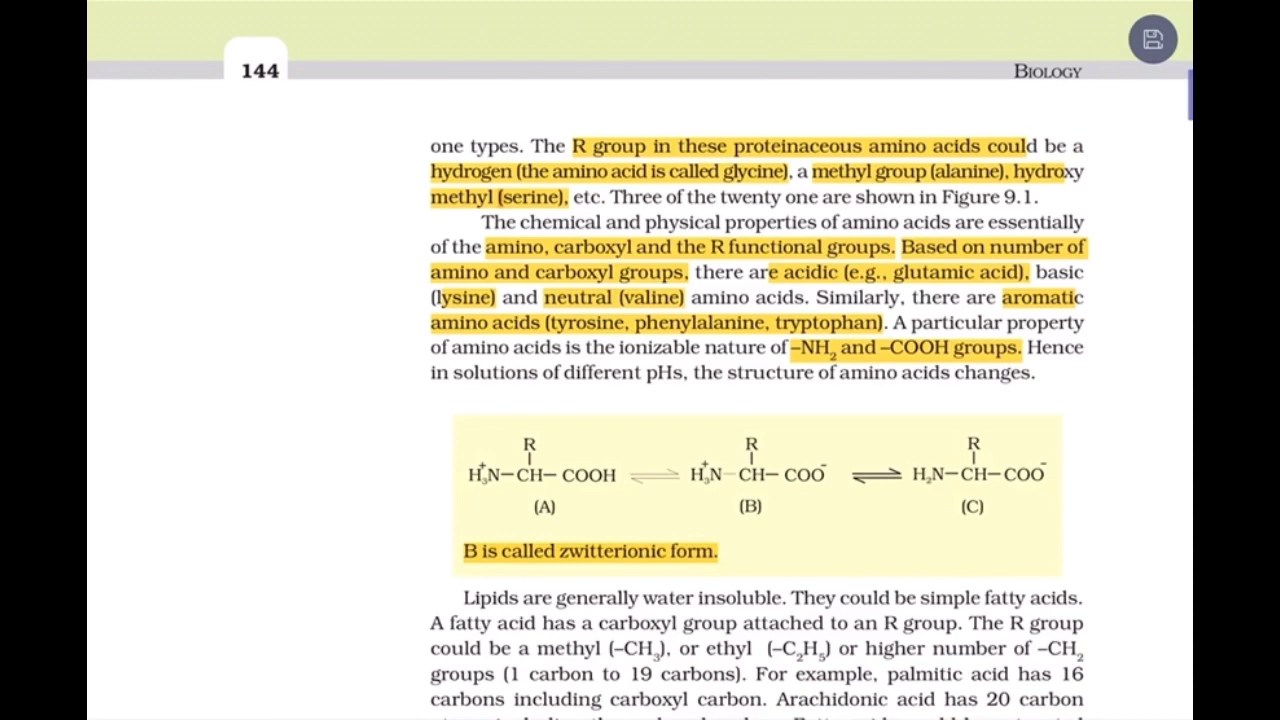 144
BIOLOGY
one types. The R group in these proteinaceous amino acids could be a
hydrogen (the amino acid is called glycine), a methyl group (alanine), hydroxy
methyl (serine), etc. Three of the twenty one are shown in Figure 9.1.
The chemical and physical properties of amino acids are essentially
of the amino, carboxyl and the R functional groups. Based on number of
amino and carboxyl groups, there are acidic (e.g., glutamic acid), basic
(lysine) and neutral (valine) amino acids. Similarly, there are aromatic
amino acids (tyrosine, phenylalanine, tryptophan). A particular property
of amino acids is the ionizable nature of –NH₂ and –COOH groups. Hence
in solutions of different pHs, the structure of amino acids changes.
R R R
H₃N⁺–CH–COOH ⇌ H₃N⁺–CH–COO⁻ ⇌ H₂N–CH–COO⁻
(A) (B) (C)
B is called zwitterionic form.
Lipids are generally water insoluble. They could be simple fatty acids.
A fatty acid has a carboxyl group attached to an R group. The R group
could be a methyl (–CH₃), or ethyl (–C₂H₅) or higher number of –CH₂
groups (1 carbon to 19 carbons). For example, palmitic acid has 16
carbons including carboxyl carbon. Arachidonic acid has 20 carbon